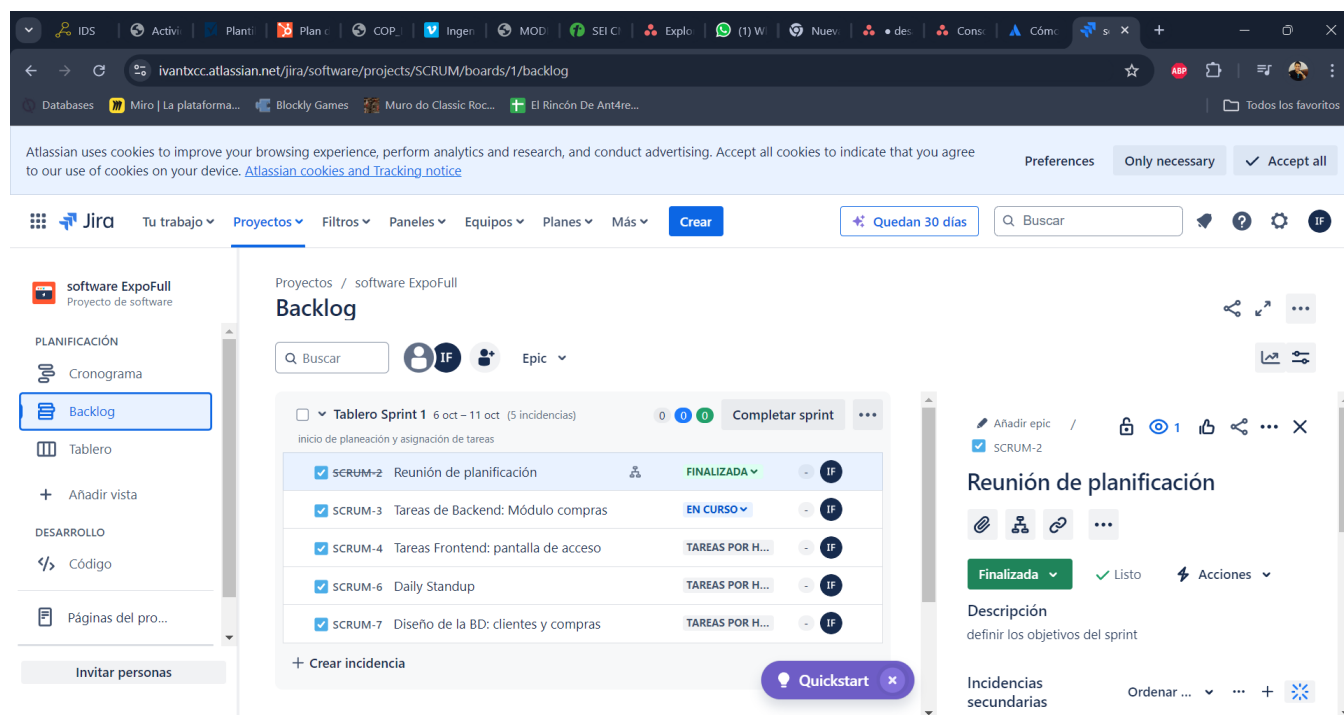 IDS Activi Planti Plan c COP_I Ingen MOD SEI Cl Explo (1) W Nuev • des Conso Cómo s
ivantxcc.atlassian.net/jira/software/projects/SCRUM/boards/1/backlog
ABP
Databases Miro | La plataforma... Blockly Games Muro do Classic Roc... El Rincón De Ant4re... Todos los favoritos
Atlassian uses cookies to improve your browsing experience, perform analytics and research, and conduct advertising. Accept all cookies to indicate that you agree
to our use of cookies on your device. Atlassian cookies and Tracking notice
Preferences Only necessary Accept all
Jira Tu trabajo Proyectos Filtros Paneles Equipos Planes Más Crear Quedan 30 días Buscar IF
software ExpoFull
Proyecto de software
PLANIFICACIÓN
Cronograma
Backlog
Tablero
Añadir vista
DESARROLLO
Código
Páginas del pro...
Invitar personas
Proyectos / software ExpoFull
Backlog
Buscar IF Epic
Tablero Sprint 1 6 oct – 11 oct (5 incidencias) 0 0 0 Completar sprint
inicio de planeación y asignación de tareas
SCRUM-2 Reunión de planificación FINALIZADA - IF
SCRUM-3 Tareas de Backend: Módulo compras EN CURSO - IF
SCRUM-4 Tareas Frontend: pantalla de acceso TAREAS POR H... - IF
SCRUM-6 Daily Standup TAREAS POR H... - IF
SCRUM-7 Diseño de la BD: clientes y compras TAREAS POR H... - IF
+ Crear incidencia
Quickstart
Añadir epic / 1
SCRUM-2
Reunión de planificación
Finalizada Listo Acciones
Descripción
definir los objetivos del sprint
Incidencias
secundarias
Ordenar ...